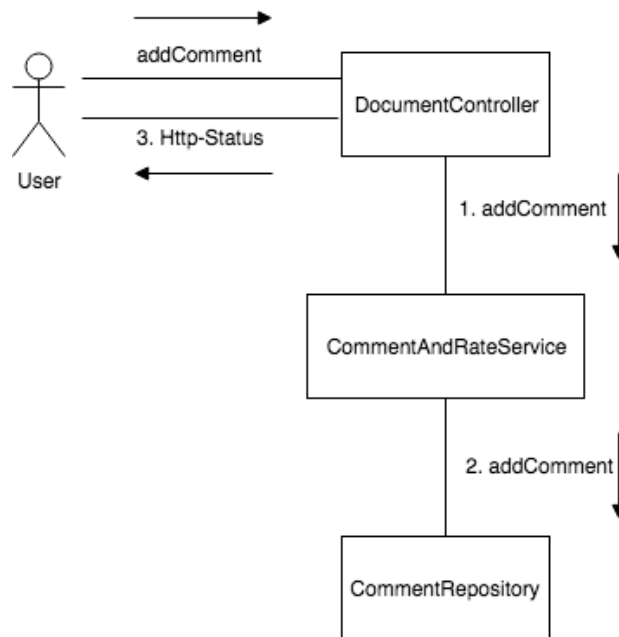 addComment
DocumentController
3. Http-Status
User
1. addComment
CommentAndRateService
2. addComment
CommentRepository